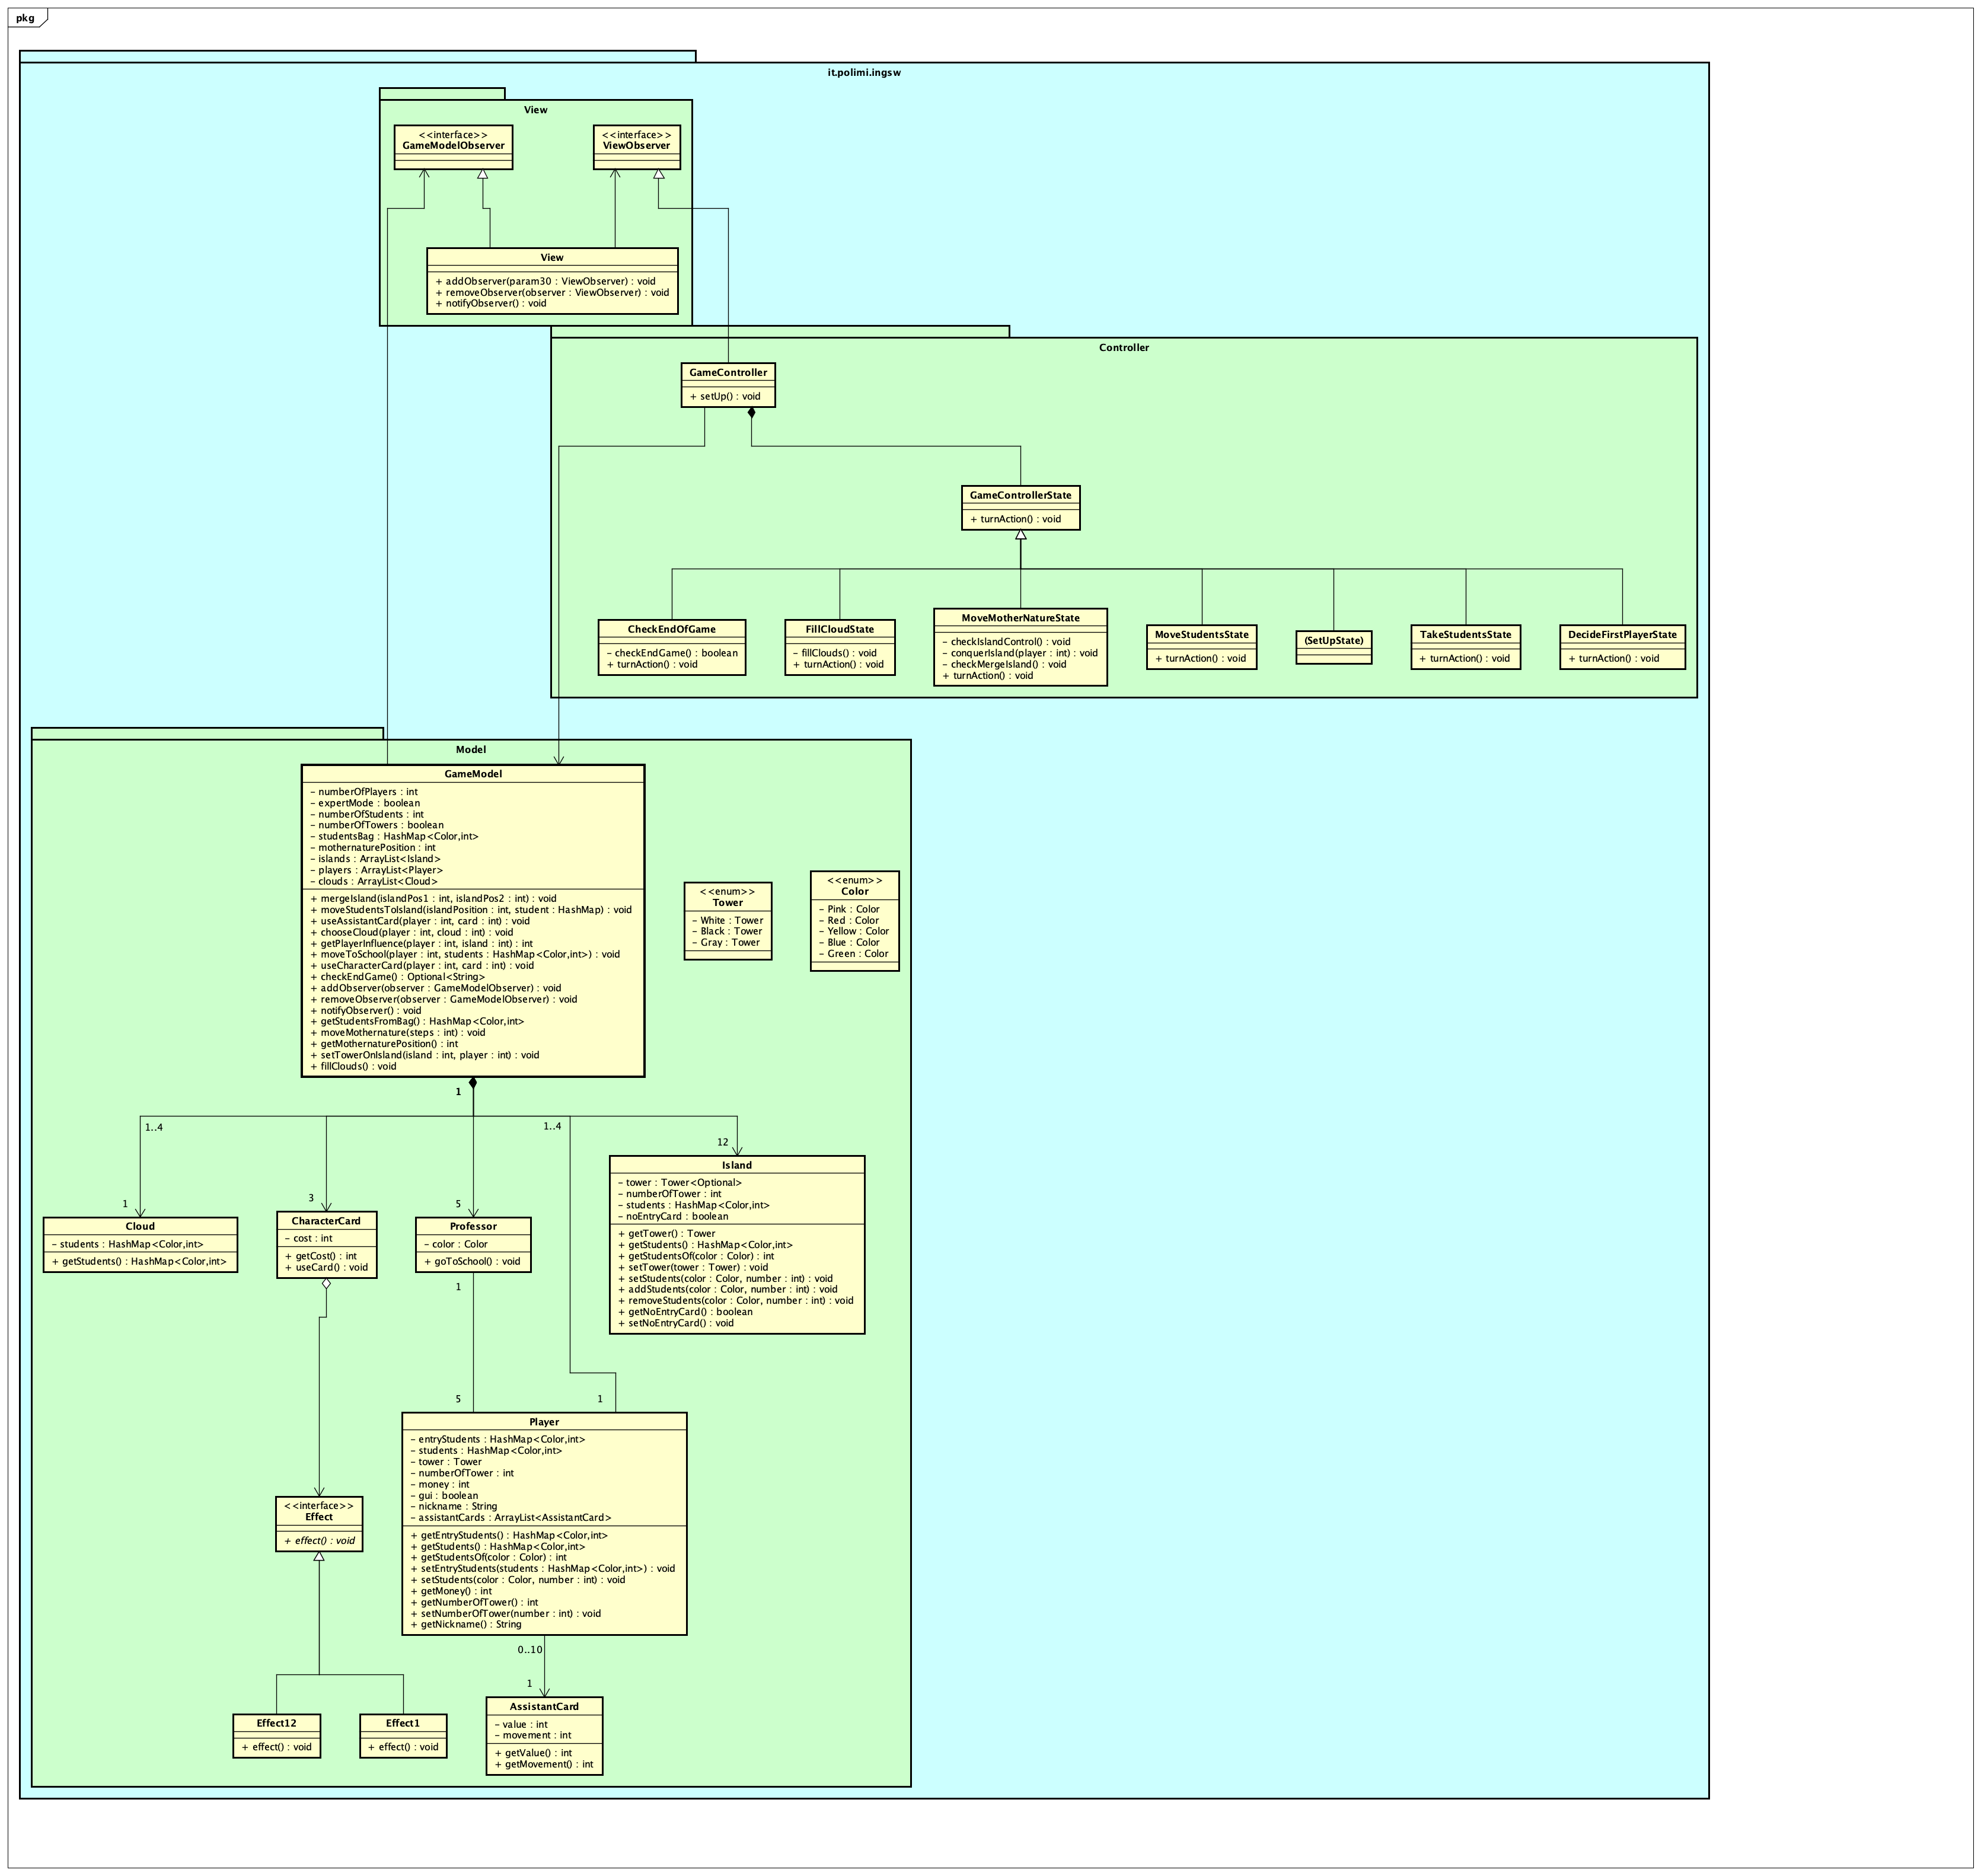 pkg
it.polimi.ingsw
View
<<interface>>
GameModelObserver
<<interface>>
ViewObserver
View
+ addObserver(param30 : ViewObserver) : void
+ removeObserver(observer : ViewObserver) : void
+ notifyObserver() : void
Controller
GameController
+ setUp() : void
GameControllerState
+ turnAction() : void
CheckEndOfGame
- checkEndGame() : boolean
+ turnAction() : void
FillCloudState
- fillClouds() : void
+ turnAction() : void
MoveMotherNatureState
- checkIslandControl() : void
- conquerIsland(player : int) : void
- checkMergeIsland() : void
+ turnAction() : void
MoveStudentsState
+ turnAction() : void
(SetUpState)
TakeStudentsState
+ turnAction() : void
DecideFirstPlayerState
+ turnAction() : void
Model
GameModel
- numberOfPlayers : int
- expertMode : boolean
- numberOfStudents : int
- numberOfTowers : boolean
- studentsBag : HashMap<Color,int>
- mothernaturePosition : int
- islands : ArrayList<Island>
- players : ArrayList<Player>
- clouds : ArrayList<Cloud>
+ mergeIsland(islandPos1 : int, islandPos2 : int) : void
+ moveStudentsToIsland(islandPosition : int, student : HashMap) : void
+ useAssistantCard(player : int, card : int) : void
+ chooseCloud(player : int, cloud : int) : void
+ getPlayerInfluence(player : int, island : int) : int
+ moveToSchool(player : int, students : HashMap<Color,int>) : void
+ useCharacterCard(player : int, card : int) : void
+ checkEndGame() : Optional<String>
+ addObserver(observer : GameModelObserver) : void
+ removeObserver(observer : GameModelObserver) : void
+ notifyObserver() : void
+ getStudentsFromBag() : HashMap<Color,int>
+ moveMothernature(steps : int) : void
+ getMothernaturePosition() : int
+ setTowerOnIsland(island : int, player : int) : void
+ fillClouds() : void
<<enum>>
Tower
- White : Tower
- Black : Tower
- Gray : Tower
<<enum>>
Color
- Pink : Color
- Red : Color
- Yellow : Color
- Blue : Color
- Green : Color
1
1..4
1..4
12
1
3
5
Cloud
- students : HashMap<Color,int>
+ getStudents() : HashMap<Color,int>
CharacterCard
- cost : int
+ getCost() : int
+ useCard() : void
Professor
- color : Color
+ goToSchool() : void
Island
- tower : Tower<Optional>
- numberOfTower : int
- students : HashMap<Color,int>
- noEntryCard : boolean
+ getTower() : Tower
+ getStudents() : HashMap<Color,int>
+ getStudentsOf(color : Color) : int
+ setTower(tower : Tower) : void
+ setStudents(color : Color, number : int) : void
+ addStudents(color : Color, number : int) : void
+ removeStudents(color : Color, number : int) : void
+ getNoEntryCard() : boolean
+ setNoEntryCard() : void
1
5
1
Player
- entryStudents : HashMap<Color,int>
- students : HashMap<Color,int>
- tower : Tower
- numberOfTower : int
- money : int
- gui : boolean
- nickname : String
- assistantCards : ArrayList<AssistantCard>
+ getEntryStudents() : HashMap<Color,int>
+ getStudents() : HashMap<Color,int>
+ getStudentsOf(color : Color) : int
+ setEntryStudents(students : HashMap<Color,int>) : void
+ setStudents(color : Color, number : int) : void
+ getMoney() : int
+ getNumberOfTower() : int
+ setNumberOfTower(number : int) : void
+ getNickname() : String
<<interface>>
Effect
+ effect() : void
0..10
1
Effect12
+ effect() : void
Effect1
+ effect() : void
AssistantCard
- value : int
- movement : int
+ getValue() : int
+ getMovement() : int